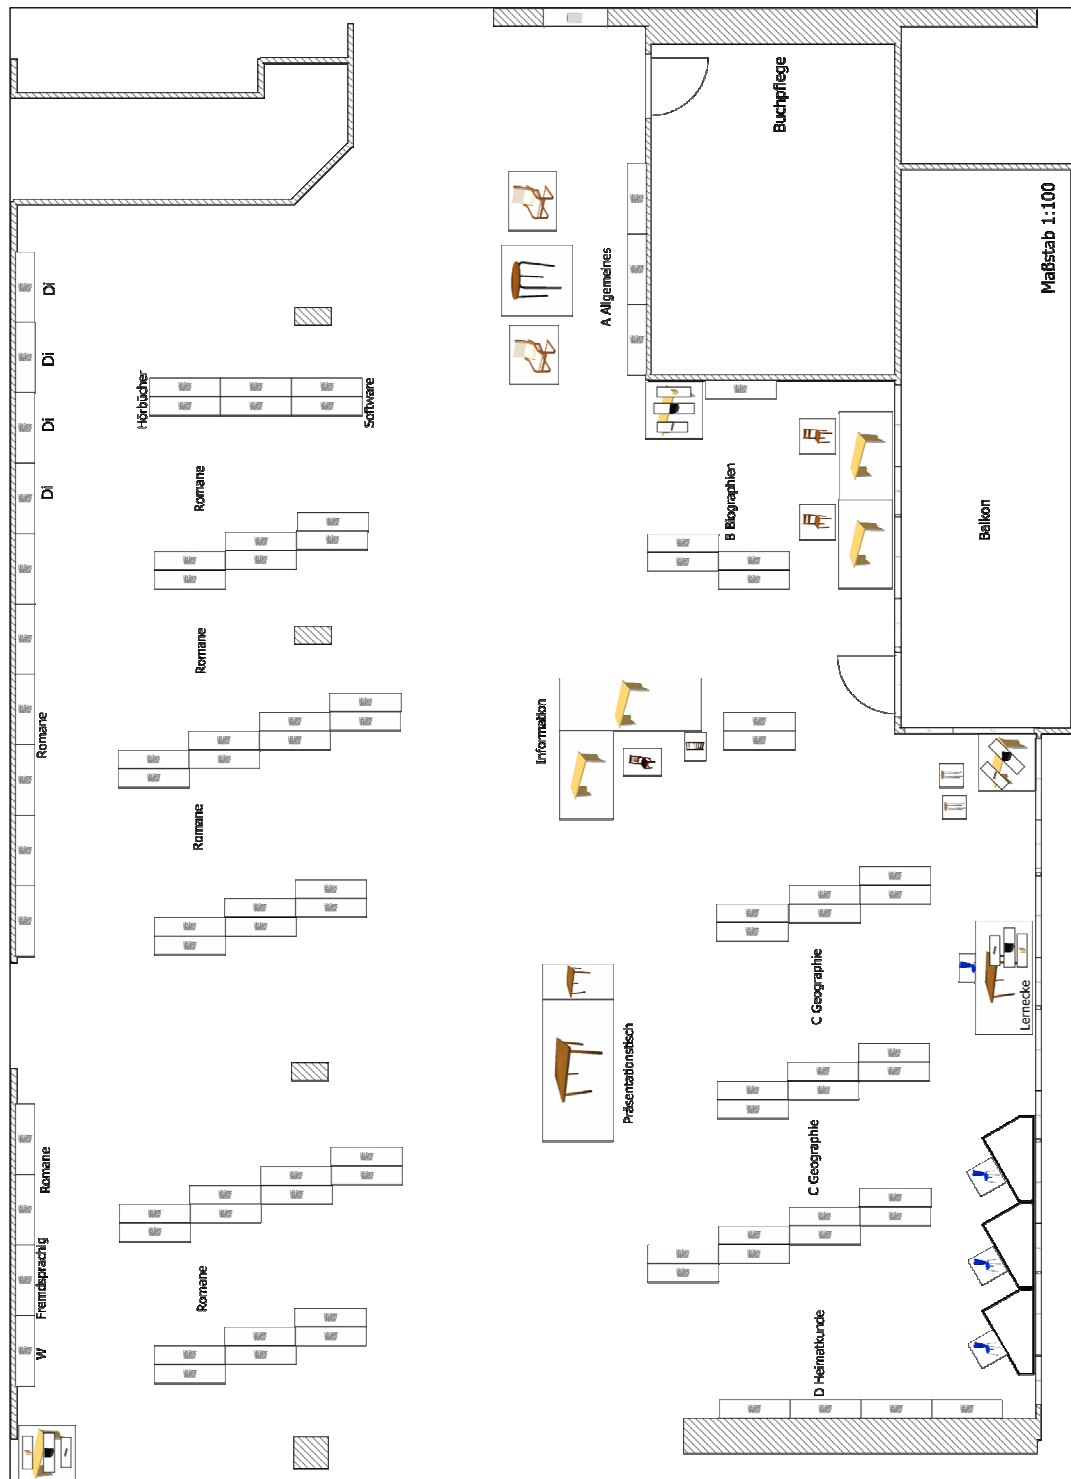 W
Fremdsprachig
Romane
Romane
Di
Di
Di
Di
Hörbücher
Romane
Romane
Romane
Romane
Software
Information
A Allgemeines
Präsentationstisch
B Biographien
Buchpflege
D Heimatkunde
C Geographie
C Geographie
Balkon
Lernecke
Maßstab 1:100